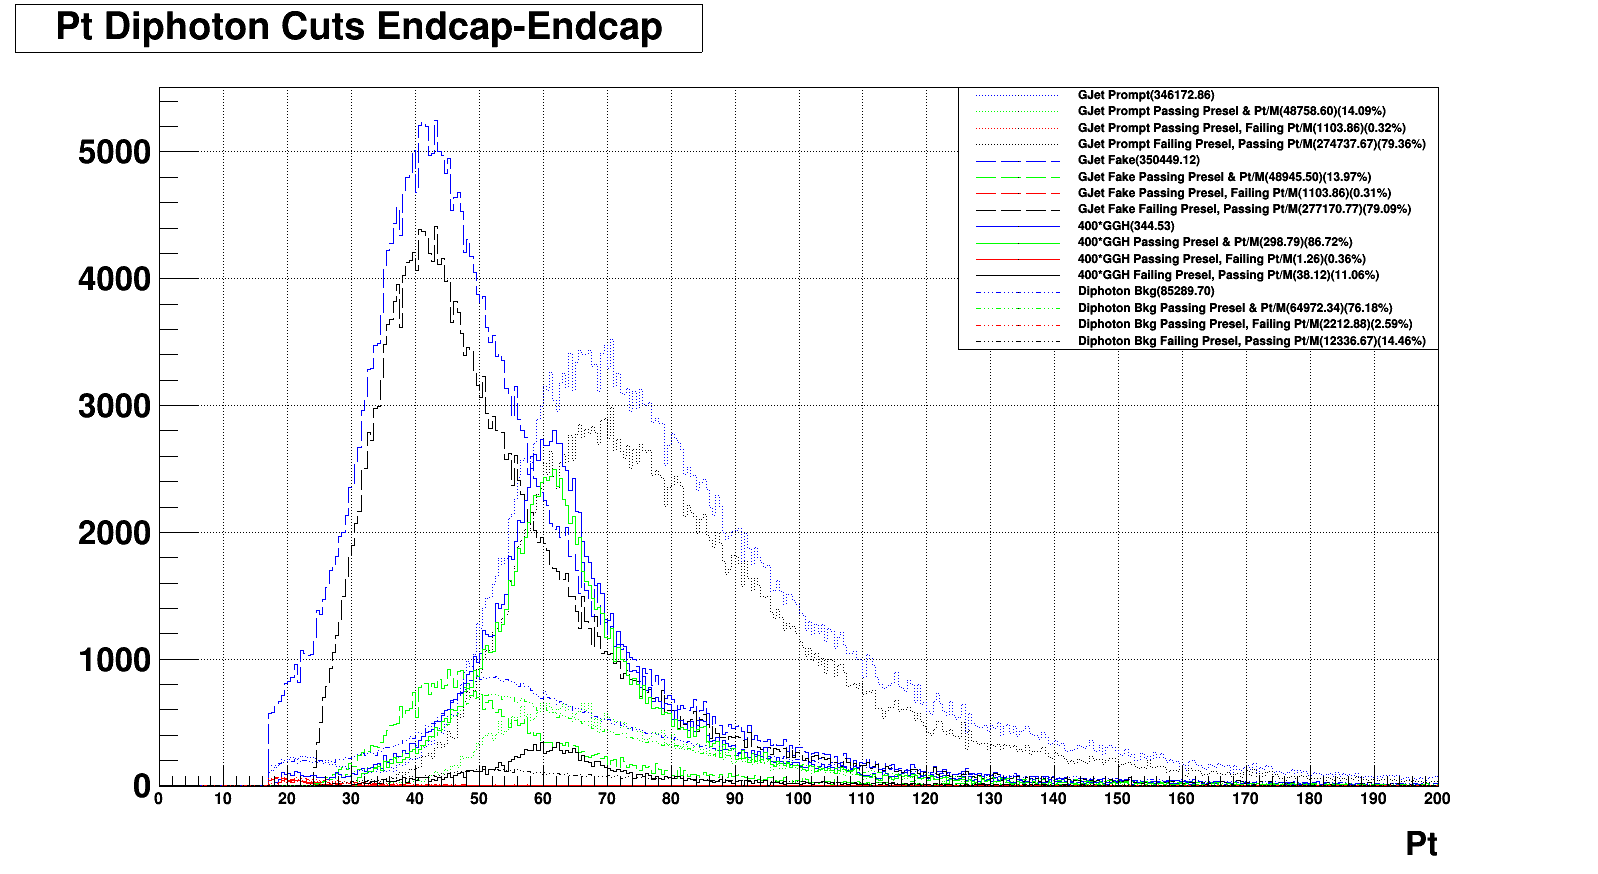 Pt Diphoton Cuts Endcap-Endcap
GJet Prompt(346172.86)
GJet Prompt Passing Presel & Pt/M(48758.60)(14.09%)
GJet Prompt Passing Presel, Failing Pt/M(1103.86)(0.32%)
GJet Prompt Failing Presel, Passing Pt/M(274737.67)(79.36%)
GJet Fake(350449.12)
GJet Fake Passing Presel & Pt/M(48945.50)(13.97%)
GJet Fake Passing Presel, Failing Pt/M(1103.86)(0.31%)
GJet Fake Failing Presel, Passing Pt/M(277170.77)(79.09%)
400*GGH(344.53)
400*GGH Passing Presel & Pt/M(298.79)(86.72%)
400*GGH Passing Presel, Failing Pt/M(1.26)(0.36%)
400*GGH Failing Presel, Passing Pt/M(38.12)(11.06%)
Diphoton Bkg(85289.70)
Diphoton Bkg Passing Presel & Pt/M(64972.34)(76.18%)
Diphoton Bkg Passing Presel, Failing Pt/M(2212.88)(2.59%)
Diphoton Bkg Failing Presel, Passing Pt/M(12336.67)(14.46%)
5000
4000
3000
2000
1000
0
0 10 20 30 40 50 60 70 80 90 100 110 120 130 140 150 160 170 180 190 200
Pt